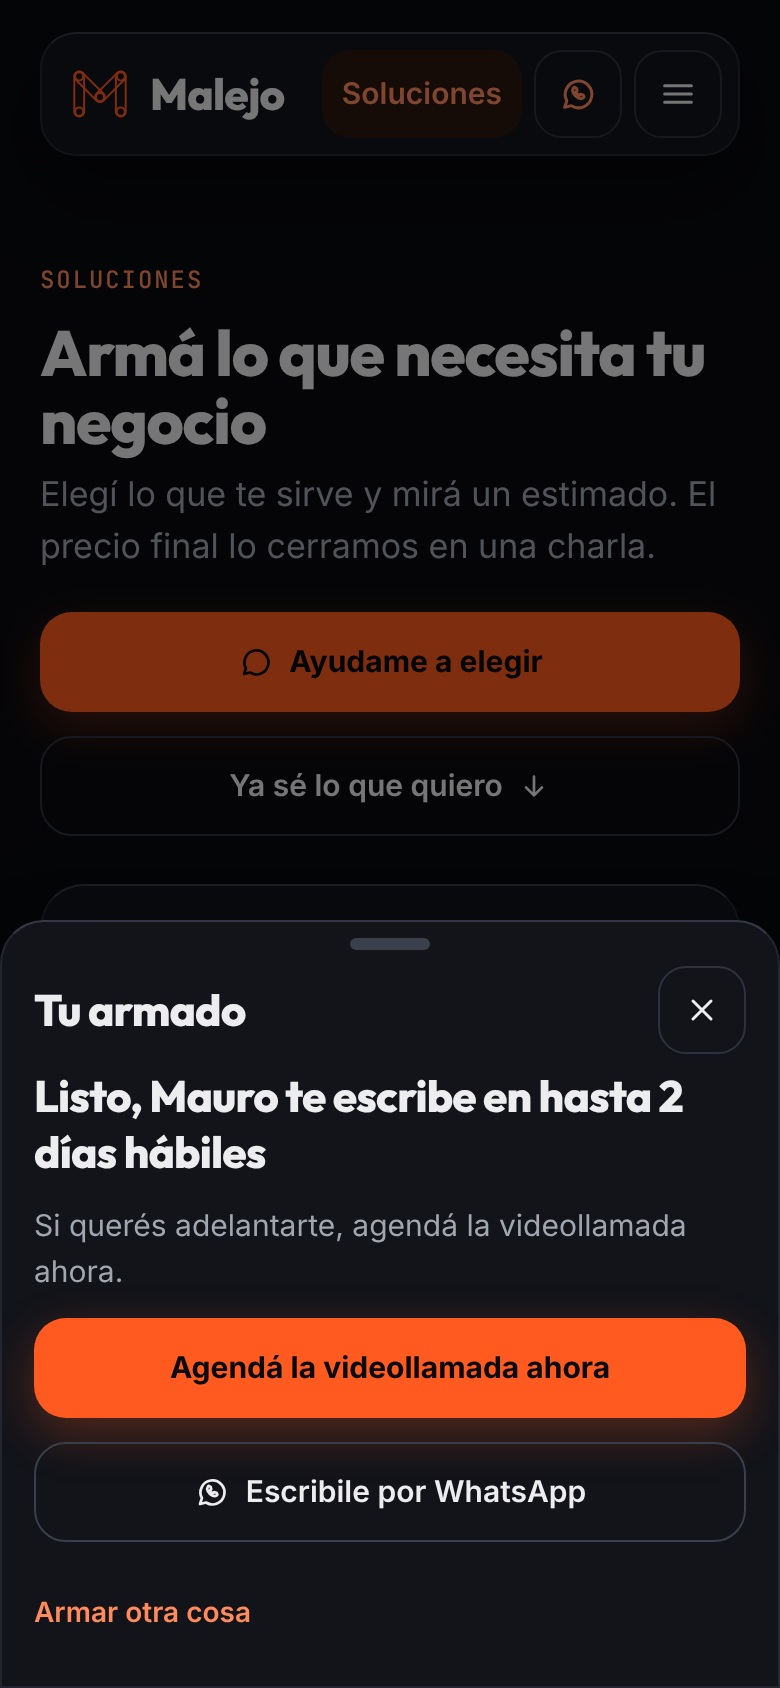 Malejo
Soluciones
SOLUCIONES
Armá lo que necesita tu
negocio
Elegí lo que te sirve y mirá un estimado. El
precio final lo cerramos en una charla.
Ayudame a elegir
Ya sé lo que quiero ↓
Tu armado
Listo, Mauro te escribe en hasta 2
días hábiles
Si querés adelantarte, agendá la videollamada
ahora.
Agendá la videollamada ahora
Escribile por WhatsApp
Armar otra cosa